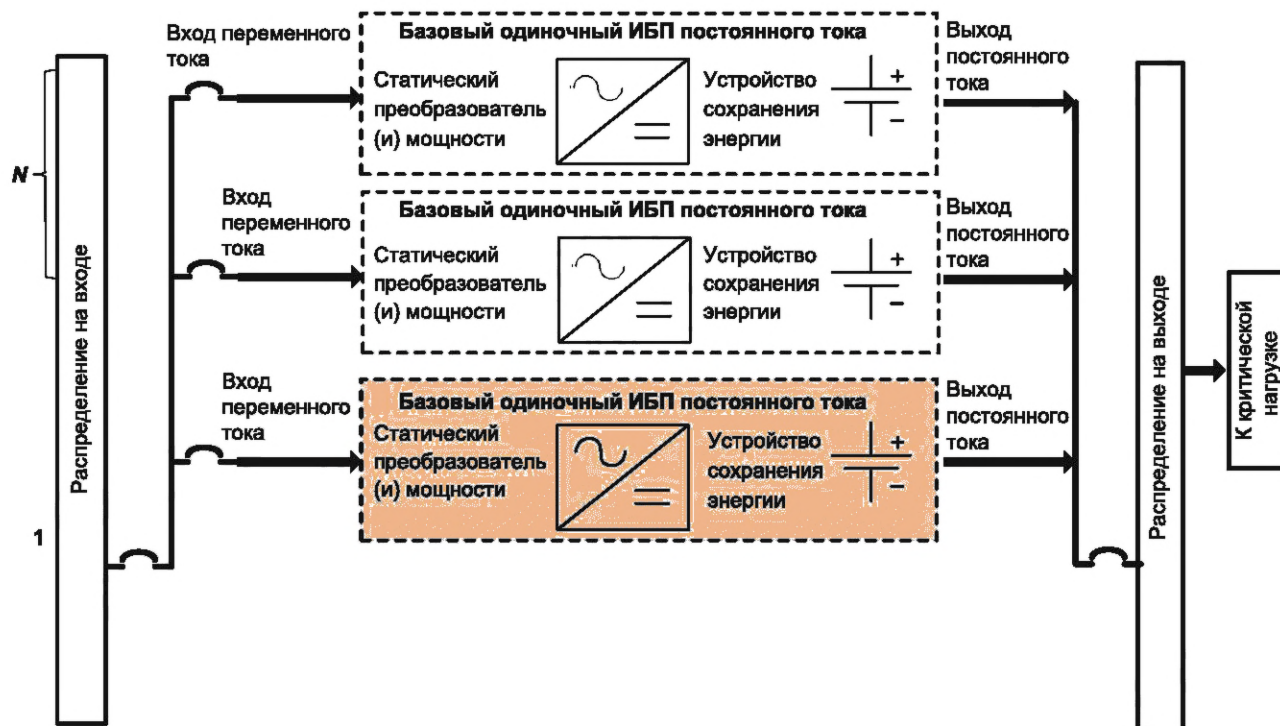 Вход переменного
тока
Базовый одиночный ИБП постоянного тока
Статический
преобразователь
(и) мощности
Устройство
сохранения
энергии
+
−
Выход
постоянного
тока
N
Вход
переменного
тока
Базовый одиночный ИБП постоянного тока
Статический
преобразователь
(и) мощности
Устройство
сохранения
энергии
+
−
Выход
постоянного
тока
Вход
переменного
тока
Базовый одиночный ИБП постоянного тока
Статический
преобразователь
(и) мощности
Устройство
сохранения
энергии
+
−
Выход
постоянного
тока
1
Распределение на входе
Распределение на выходе
К критической
нагрузке